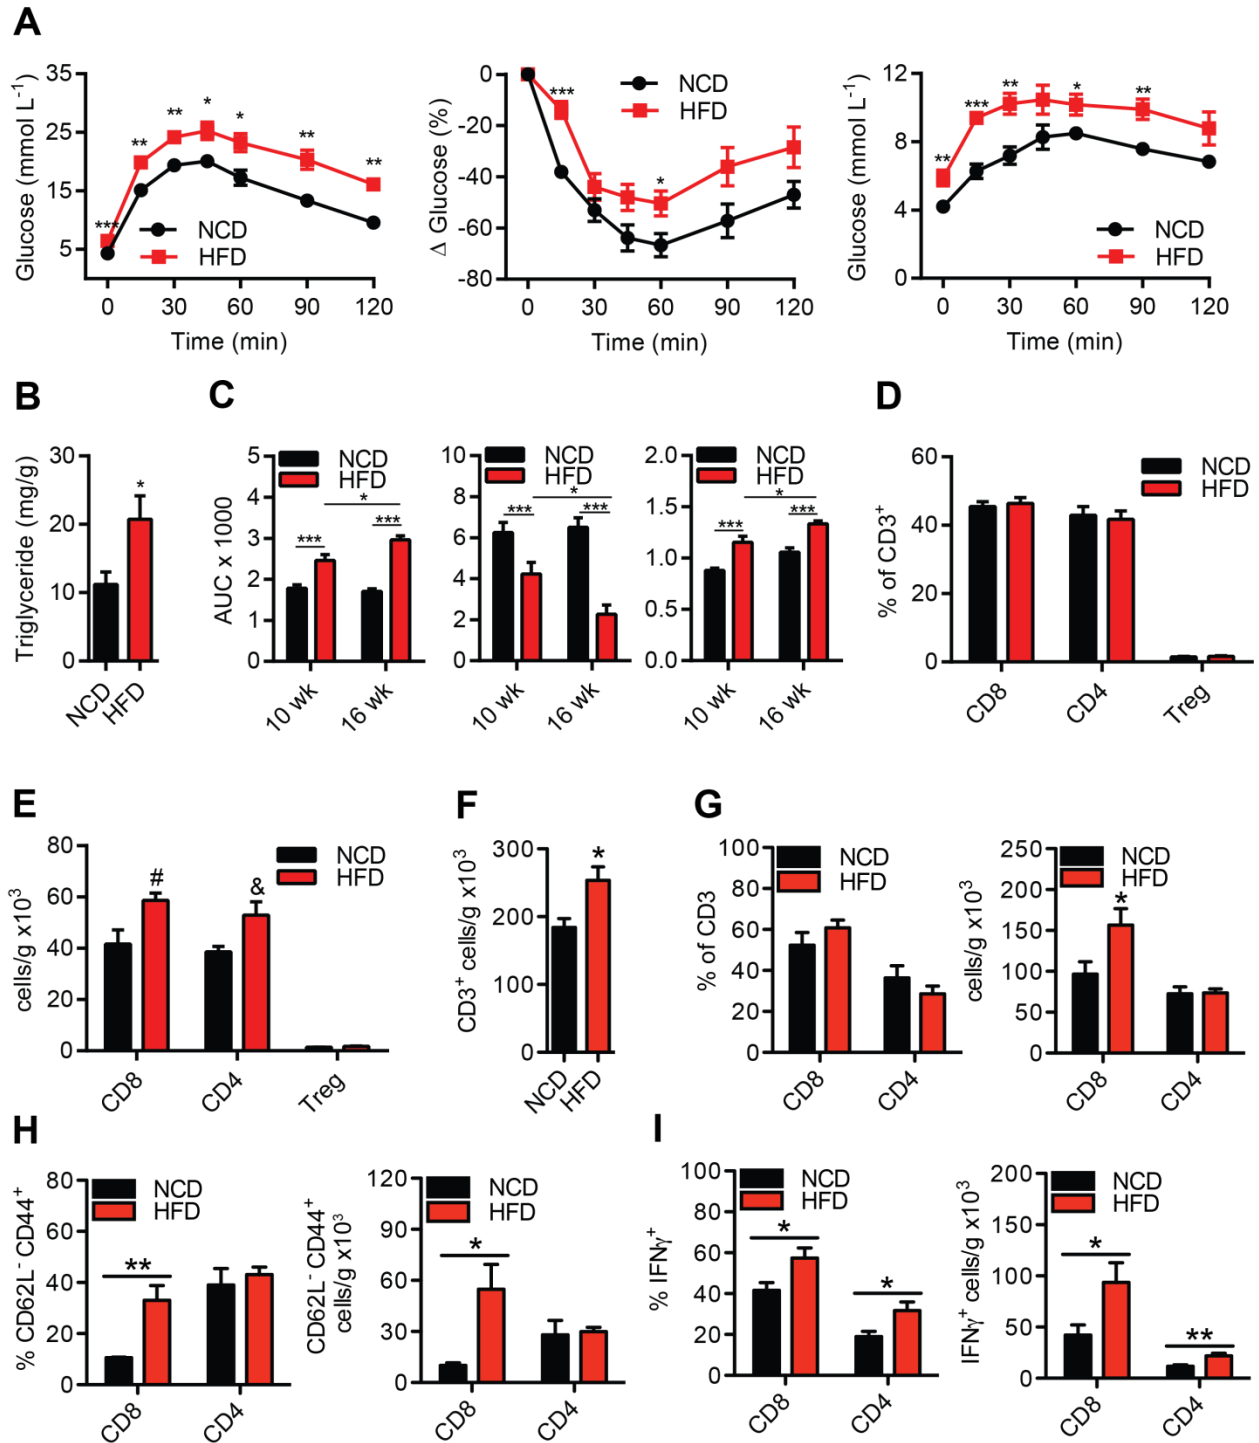 A
Glucose (mmol L⁻¹)
35
25
15
5
***
**
**
*
*
**
**
NCD
HFD
0 30 60 90 120
Time (min)
Δ Glucose (%)
0
-20
-40
-60
-80
***
*
NCD
HFD
0 30 60 90 120
Time (min)
Glucose (mmol L⁻¹)
12
8
4
0
**
***
**
*
**
NCD
HFD
0 30 60 90 120
Time (min)
B
Triglyceride (mg/g)
30
20
10
0
*
NCD
HFD
C
AUC x 1000
5
4
3
2
1
0
NCD
HFD
*
***
***
10 wk
16 wk
10
8
6
4
2
0
NCD
HFD
*
***
***
10 wk
16 wk
2.0
1.5
1.0
0.5
0.0
NCD
HFD
*
***
***
10 wk
16 wk
D
% of CD3⁺
60
40
20
0
NCD
HFD
CD8
CD4
Treg
E
cells/g x10³
80
60
40
20
0
NCD
HFD
#
&
CD8
CD4
Treg
F
CD3⁺ cells/g x10³
300
200
100
0
*
NCD
HFD
G
% of CD3
100
80
60
40
20
0
NCD
HFD
CD8
CD4
cells/g x10³
250
200
150
100
50
0
NCD
HFD
*
CD8
CD4
H
% CD62L⁻ CD44⁺
80
60
40
20
0
NCD
HFD
**
CD8
CD4
CD62L⁻ CD44⁺
cells/g x10³
120
90
60
30
0
NCD
HFD
*
CD8
CD4
I
% IFNγ⁺
100
80
60
40
20
0
NCD
HFD
*
*
CD8
CD4
IFNγ⁺ cells/g x10³
200
150
100
50
0
NCD
HFD
*
**
CD8
CD4